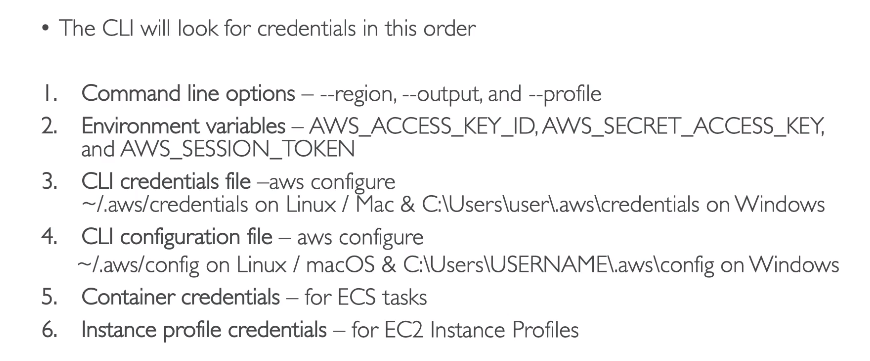 • The CLI will look for credentials in this order
1. Command line options – --region, --output, and --profile
2. Environment variables – AWS_ACCESS_KEY_ID, AWS_SECRET_ACCESS_KEY,
and AWS_SESSION_TOKEN
3. CLI credentials file –aws configure
~/.aws/credentials on Linux / Mac & C:\Users\user\.aws\credentials on Windows
4. CLI configuration file – aws configure
~/.aws/config on Linux / macOS & C:\Users\USERNAME\.aws\config on Windows
5. Container credentials – for ECS tasks
6. Instance profile credentials – for EC2 Instance Profiles